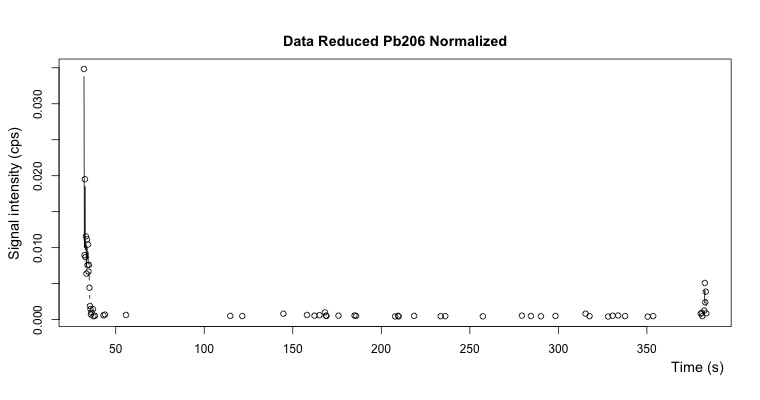 Data Reduced Pb206 Normalized
Signal intensity (cps)
0.030
0.020
0.010
0.000
50 100 150 200 250 300 350
Time (s)